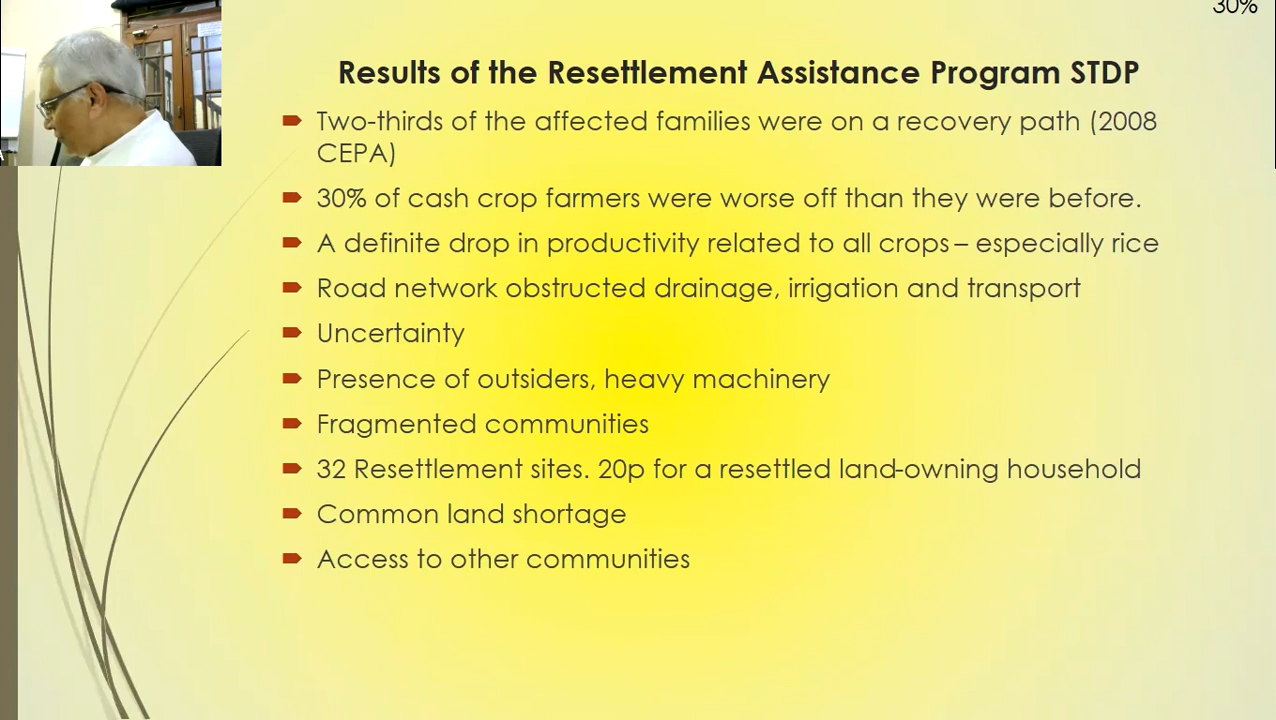 30%
Results of the Resettlement Assistance Program STDP
Two-thirds of the affected families were on a recovery path (2008
CEPA)
30% of cash crop farmers were worse off than they were before.
A definite drop in productivity related to all crops – especially rice
Road network obstructed drainage, irrigation and transport
Uncertainty
Presence of outsiders, heavy machinery
Fragmented communities
32 Resettlement sites. 20p for a resettled land-owning household
Common land shortage
Access to other communities